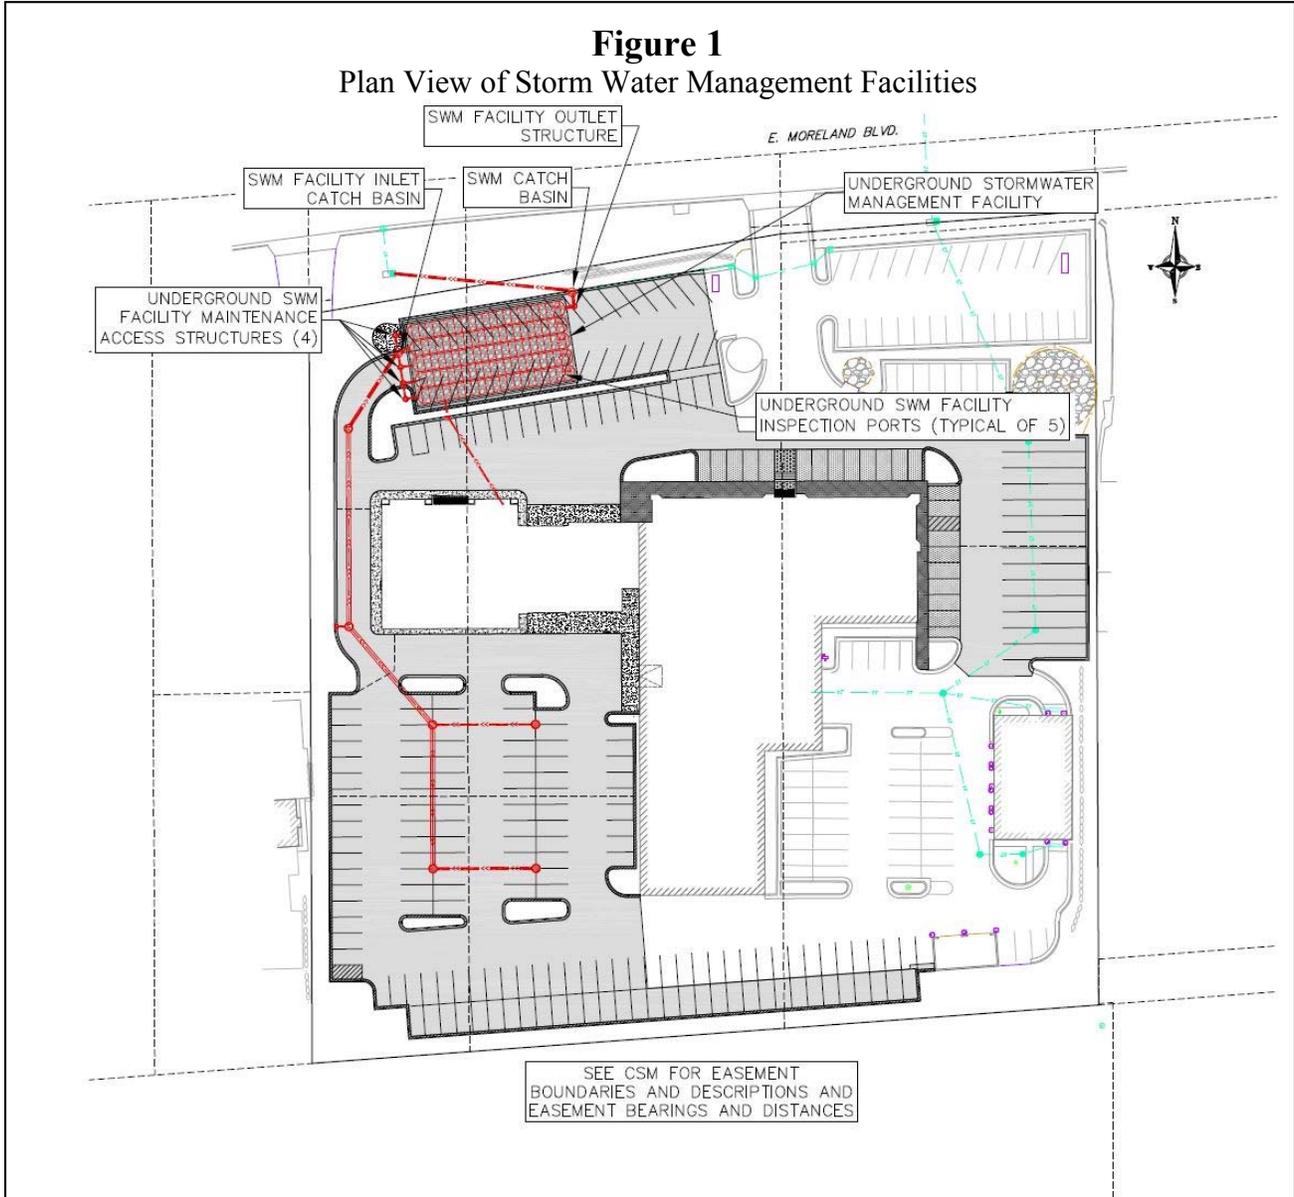 Figure 1
Plan View of Storm Water Management Facilities
SWM FACILITY OUTLET
STRUCTURE
E. MORELAND BLVD.
SWM FACILITY INLET
CATCH BASIN
SWM CATCH
BASIN
UNDERGROUND STORMWATER
MANAGEMENT FACILITY
N
S
UNDERGROUND SWM
FACILITY MAINTENANCE
ACCESS STRUCTURES (4)
UNDERGROUND SWM FACILITY
INSPECTION PORTS (TYPICAL OF 5)
SEE CSM FOR EASEMENT
BOUNDARIES AND DESCRIPTIONS AND
EASEMENT BEARINGS AND DISTANCES